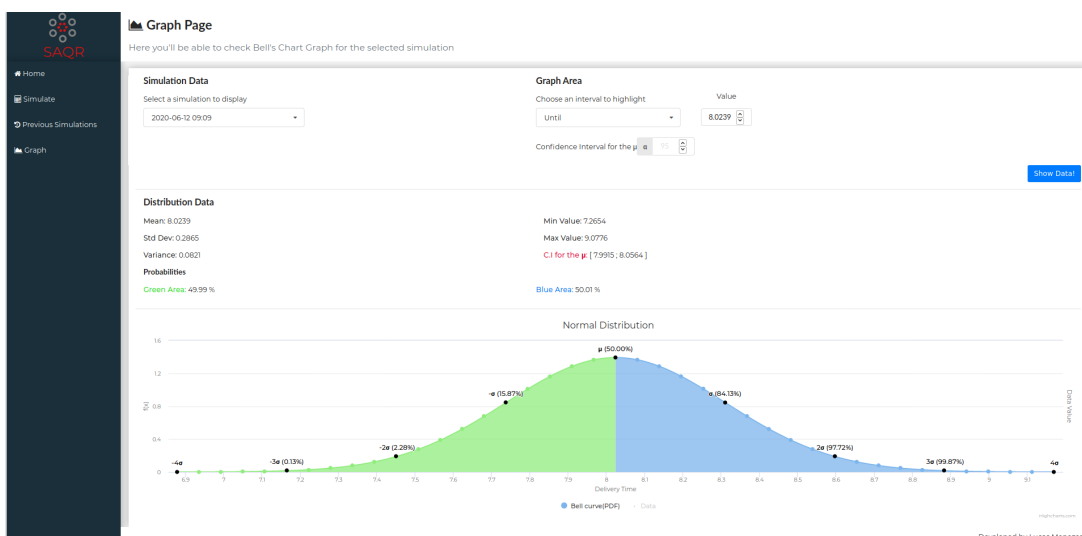 SAQR
Home
Simulate
Previous Simulations
Graph
Graph Page
Here you'll be able to check Bell's Chart Graph for the selected simulation
Simulation Data
Select a simulation to display
2020-06-12 09:09
Graph Area
Choose an interval to highlight
Value
Until
8.0239
Confidence Interval for the μ
α
95
Show Data!
Distribution Data
Mean: 8.0239
Std Dev: 0.2865
Variance: 0.0821
Min Value: 7.2654
Max Value: 9.0776
C.I for the μ: [ 7.9915 ; 8.0564 ]
Probabilities
Green Area: 49.99 %
Blue Area: 50.01 %
Normal Distribution
1.6
1.2
0.8
0.4
0
f(x)
Data Value
-4σ
-3σ (0.13%)
-2σ (2.28%)
-σ (15.87%)
μ (50.00%)
σ (84.13%)
2σ (97.72%)
3σ (99.87%)
4σ
6.9 7 7.1 7.2 7.3 7.4 7.5 7.6 7.7 7.8 7.9 8 8.1 8.2 8.3 8.4 8.5 8.6 8.7 8.8 8.9 9 9.1
Delivery Time
Bell curve(PDF)
Data
Highcharts.com